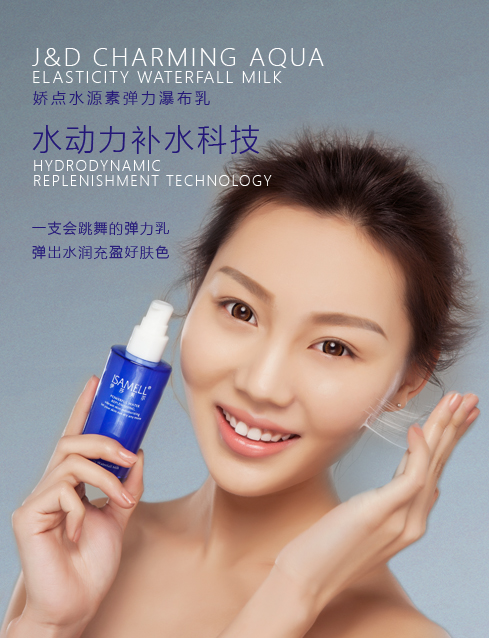 J&D CHARMING AQUA
ELASTICITY WATERFALL MILK
娇点水源素弹力瀑布乳
水动力补水科技
HYDRODYNAMIC
REPLENISHMENT TECHNOLOGY
一支会跳舞的弹力乳
弹出水润充盈好肤色
ISAMELL®